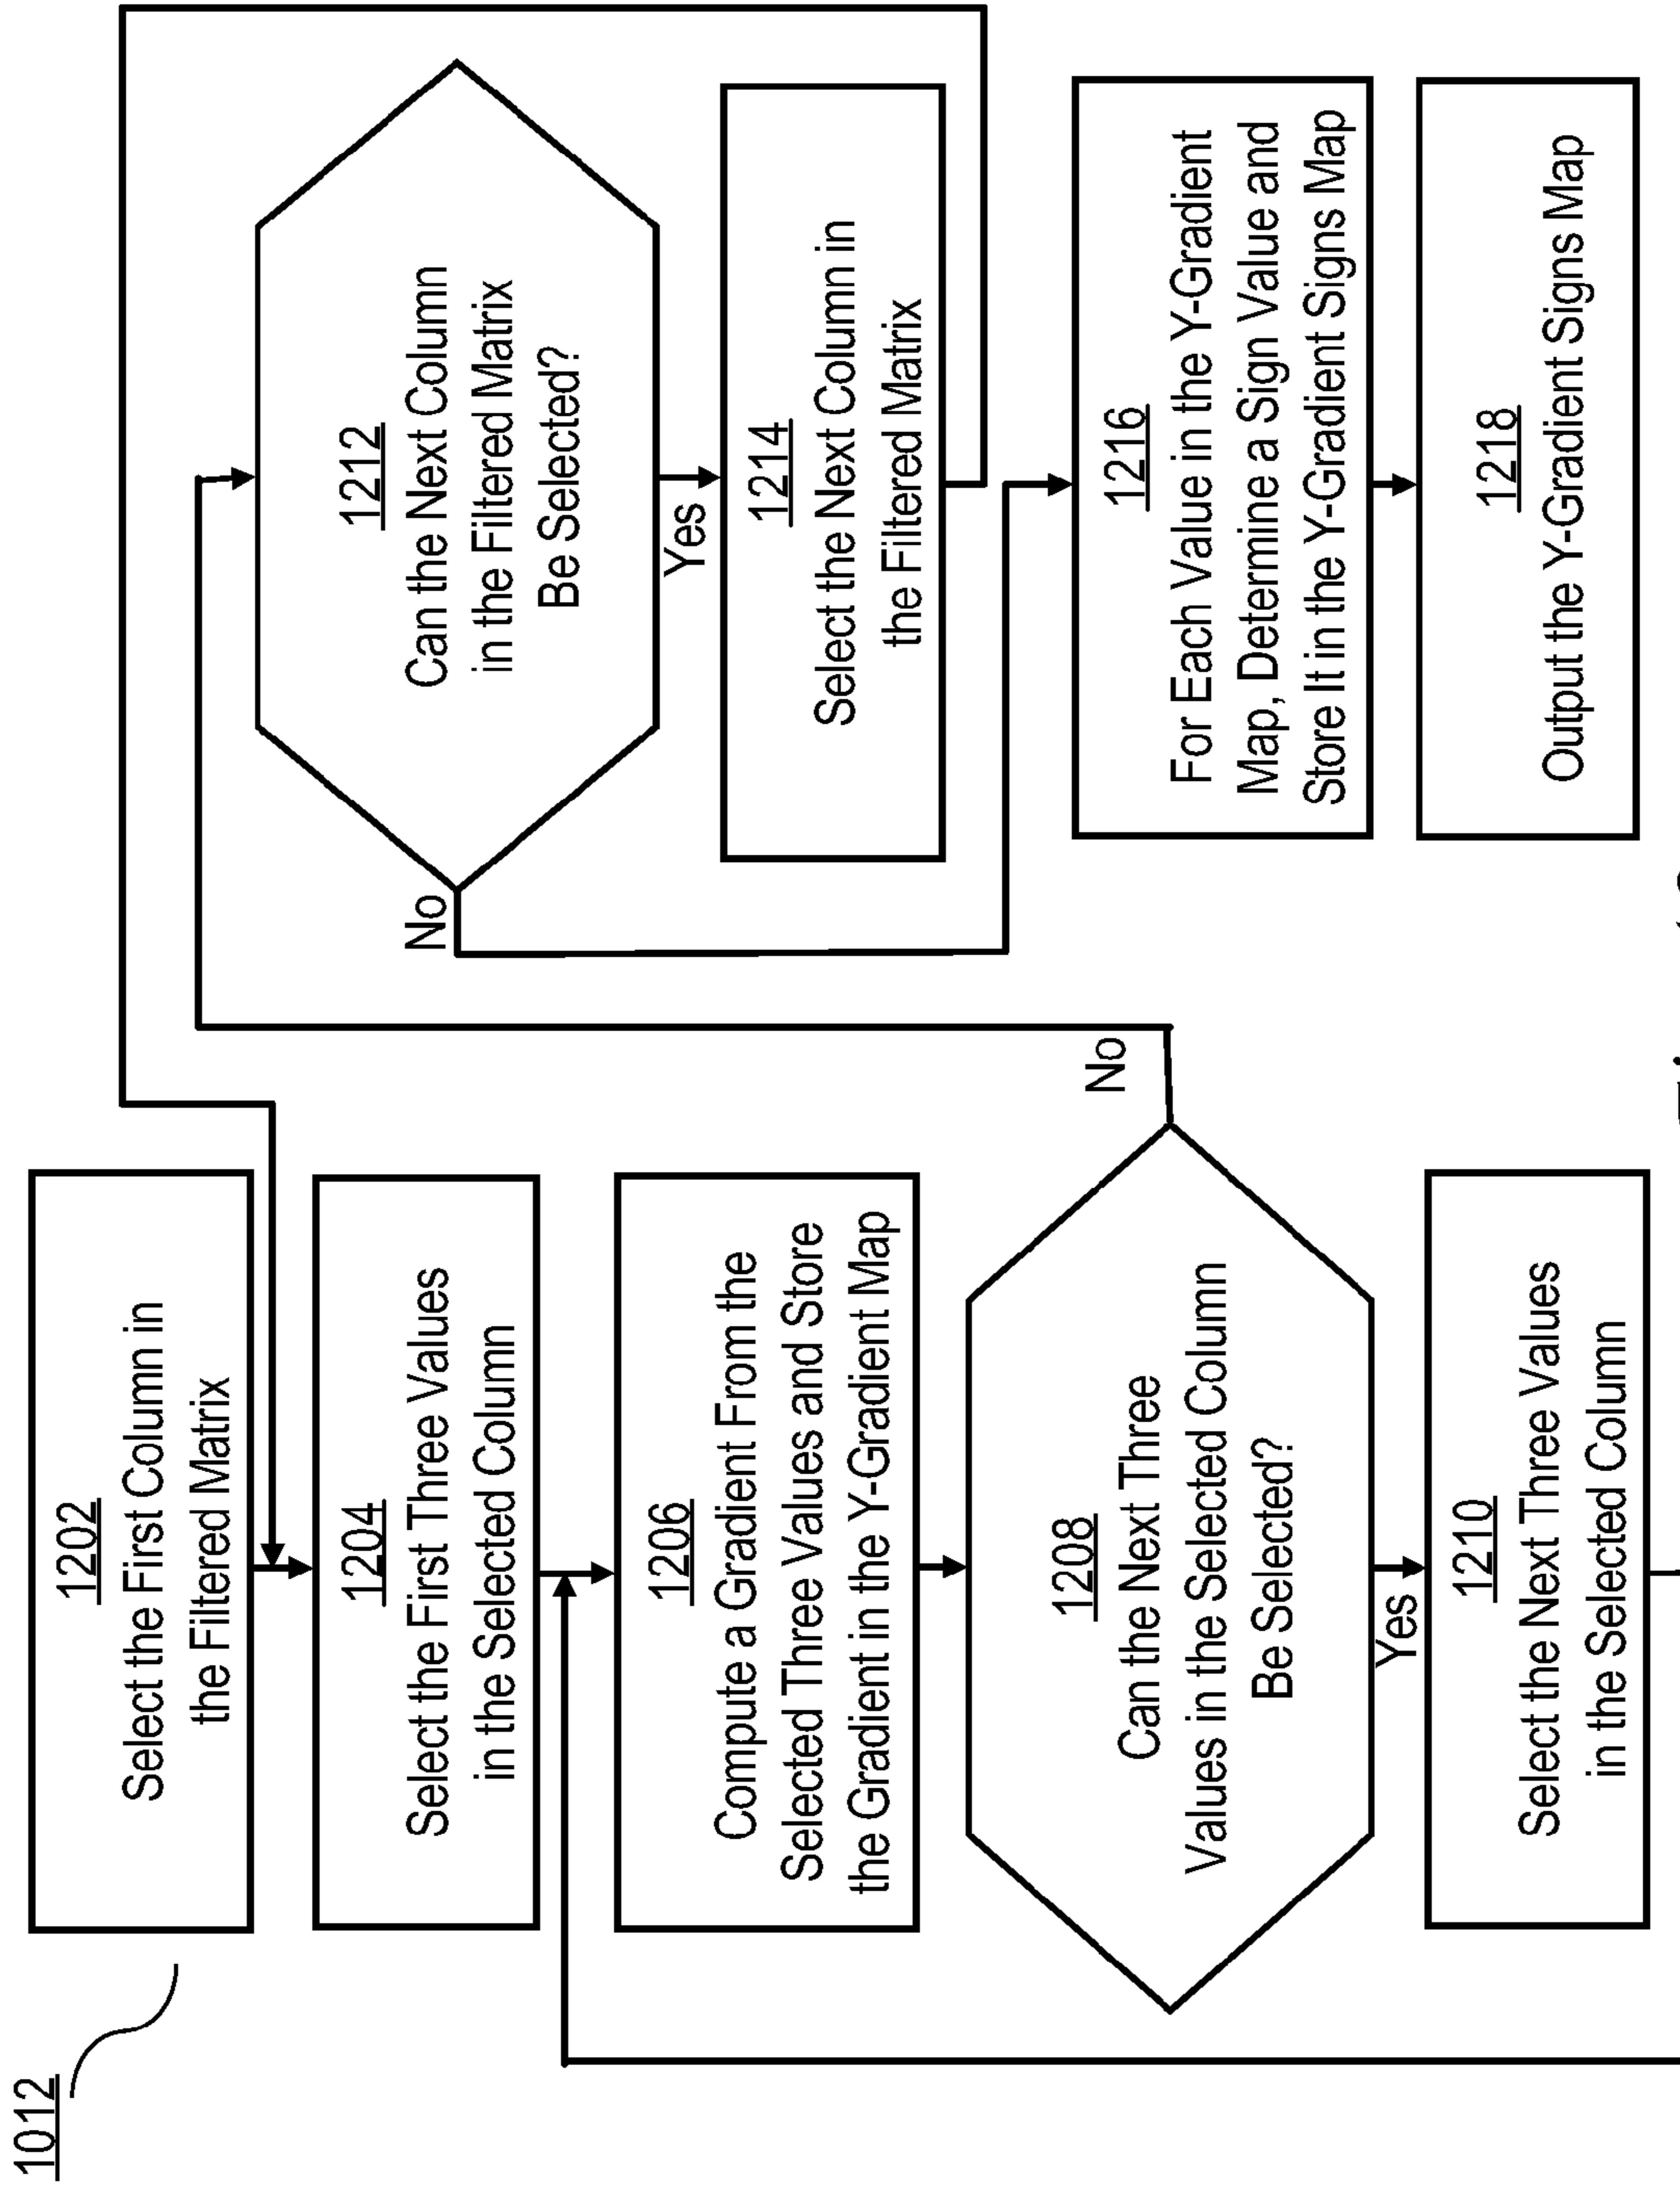 1012
1202
Select the First Column in
the Filtered Matrix
1204
Select the First Three Values
in the Selected Column
1206
Compute a Gradient From the
Selected Three Values and Store
the Gradient in the Y-Gradient Map
1208
Can the Next Three
Values in the Selected Column
Be Selected?
No
Yes
1210
Select the Next Three Values
in the Selected Column
1212
Can the Next Column
in the Filtered Matrix
Be Selected?
No
Yes
1214
Select the Next Column in
the Filtered Matrix
1216
For Each Value in the Y-Gradient
Map, Determine a Sign Value and
Store It in the Y-Gradient Signs Map
1218
Output the Y-Gradient Signs Map